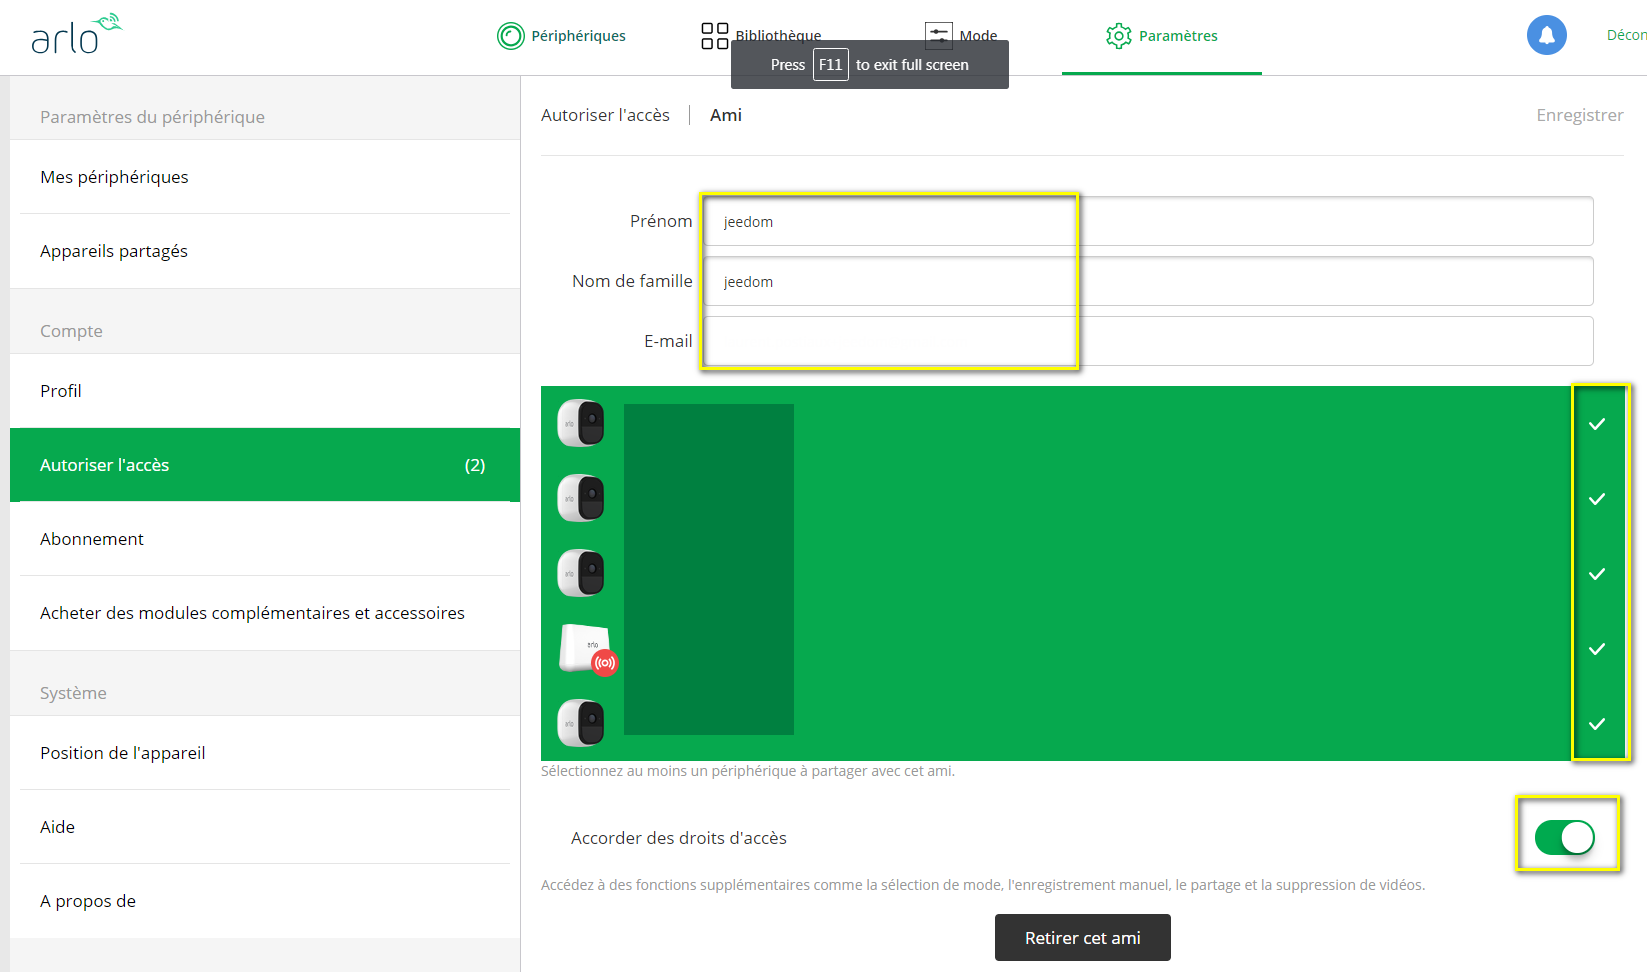 arlo
Périphériques
Bibliothèque
Mode
Paramètres
Décon
Press F11 to exit full screen
Paramètres du périphérique
Mes périphériques
Appareils partagés
Compte
Profil
Autoriser l'accès (2)
Abonnement
Acheter des modules complémentaires et accessoires
Système
Position de l'appareil
Aide
A propos de
Autoriser l'accès | Ami
Enregistrer
Prénom jeedom
Nom de famille jeedom
E-mail
arlo
arlo
arlo
arlo
arlo
Sélectionnez au moins un périphérique à partager avec cet ami.
Accorder des droits d'accès
Accédez à des fonctions supplémentaires comme la sélection de mode, l'enregistrement manuel, le partage et la suppression de vidéos.
Retirer cet ami